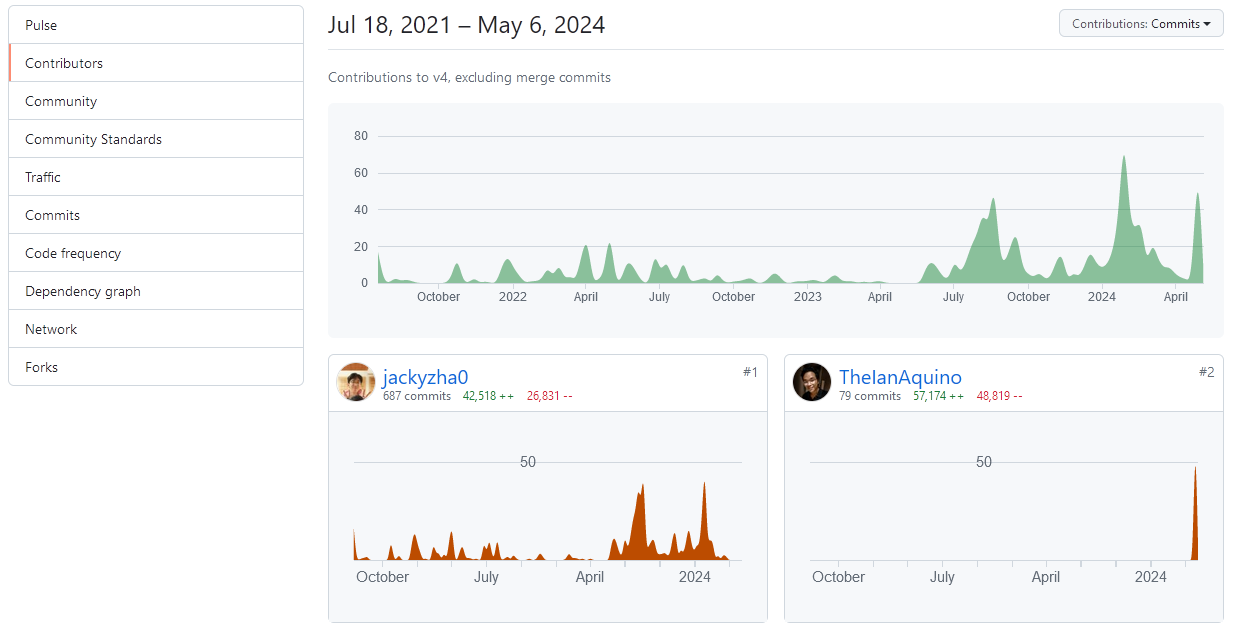 Pulse
Contributors
Community
Community Standards
Traffic
Commits
Code frequency
Dependency graph
Network
Forks
Jul 18, 2021 – May 6, 2024
Contributions: Commits
Contributions to v4, excluding merge commits
80
60
40
20
0
October 2022 April July October 2023 April July October 2024 April
jackyzha0 #1
687 commits 42,518 ++ 26,831 --
50
October July April 2024
TheIanAquino #2
79 commits 57,174 ++ 48,819 --
50
October July April 2024